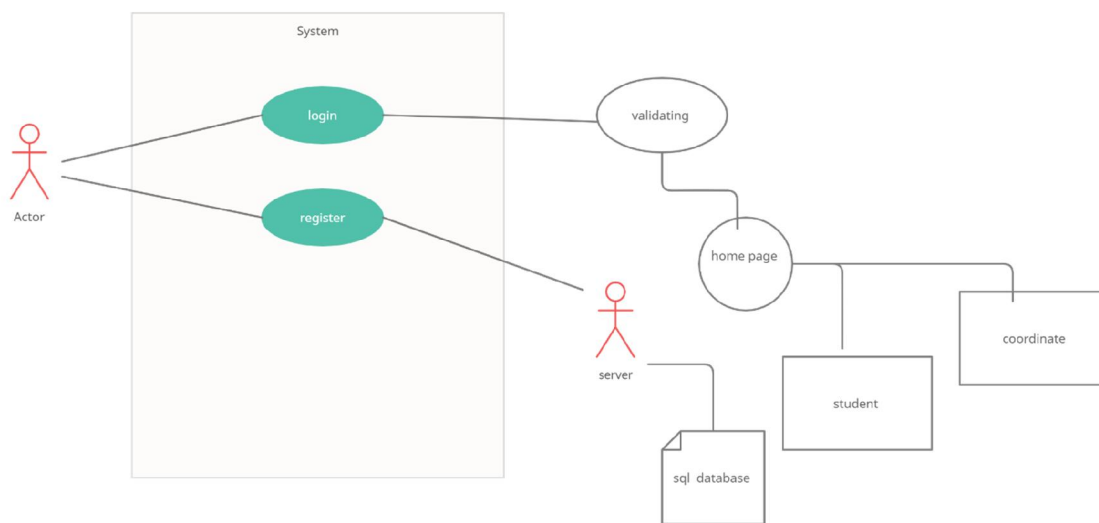 System
login
validating
Actor
register
home page
server
coordinate
student
sql database